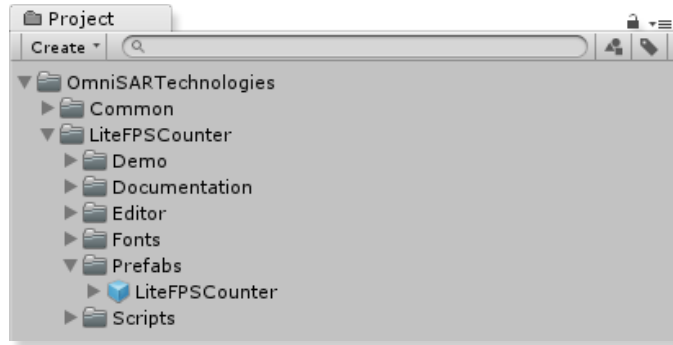 Project
Create
OmniSARTechnologies
Common
LiteFPSCounter
Demo
Documentation
Editor
Fonts
Prefabs
LiteFPSCounter
Scripts